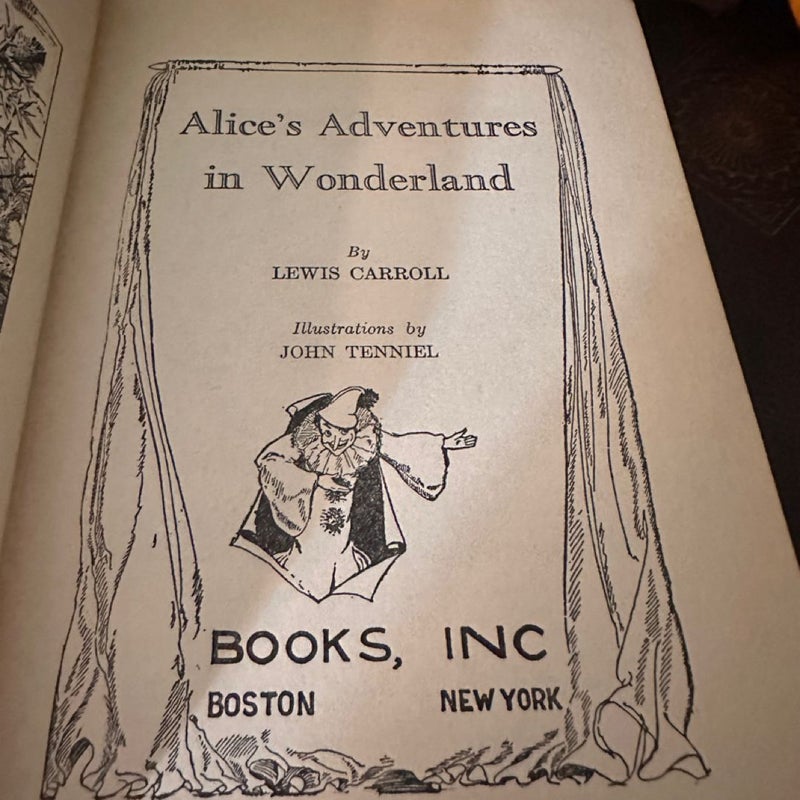 Alice's Adventures
in Wonderland
By
LEWIS CARROLL
Illustrations by
JOHN TENNIEL
BOOKS, INC
BOSTON NEW YORK